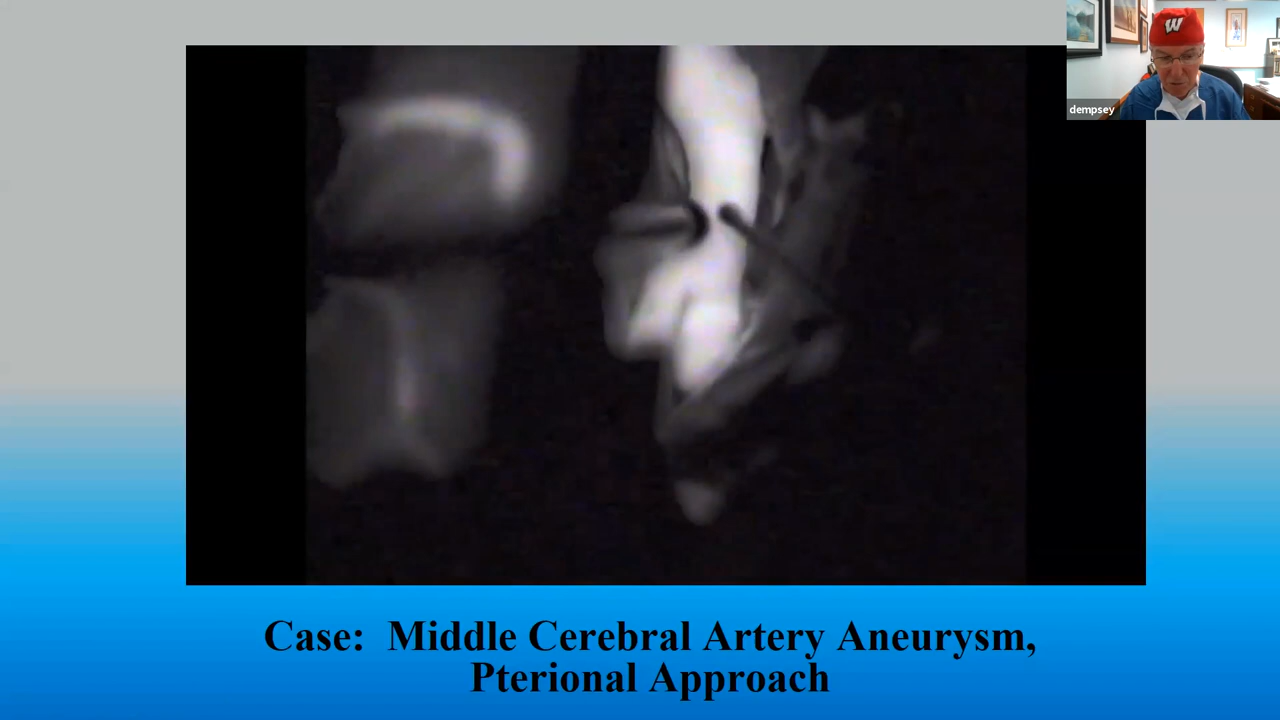 W
dempsey
Case:  Middle Cerebral Artery Aneurysm,
Pterional Approach